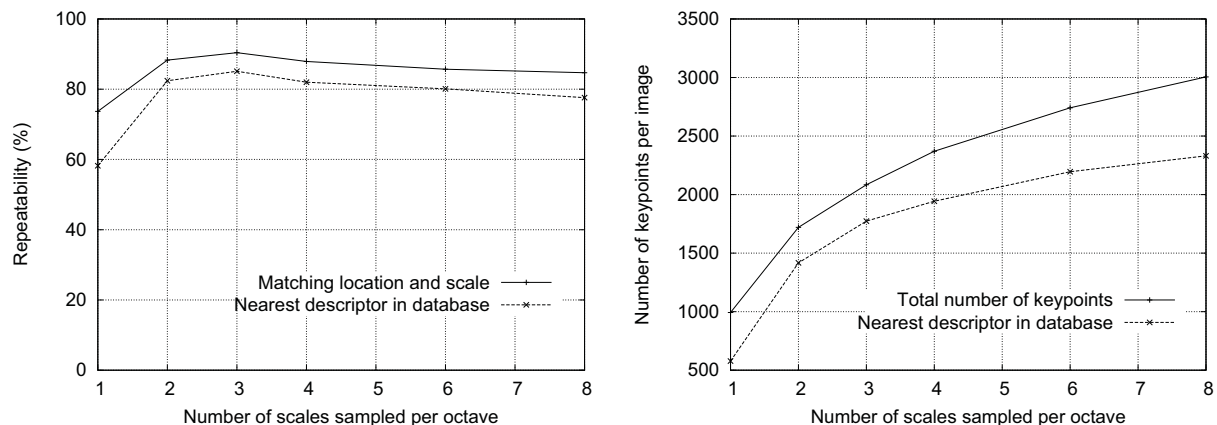 100
80
60
40
20
0
Repeatability (%)
Matching location and scale
Nearest descriptor in database
1 2 3 4 5 6 7 8
Number of scales sampled per octave
3500
3000
2500
2000
1500
1000
500
Number of keypoints per image
Total number of keypoints
Nearest descriptor in database
1 2 3 4 5 6 7 8
Number of scales sampled per octave